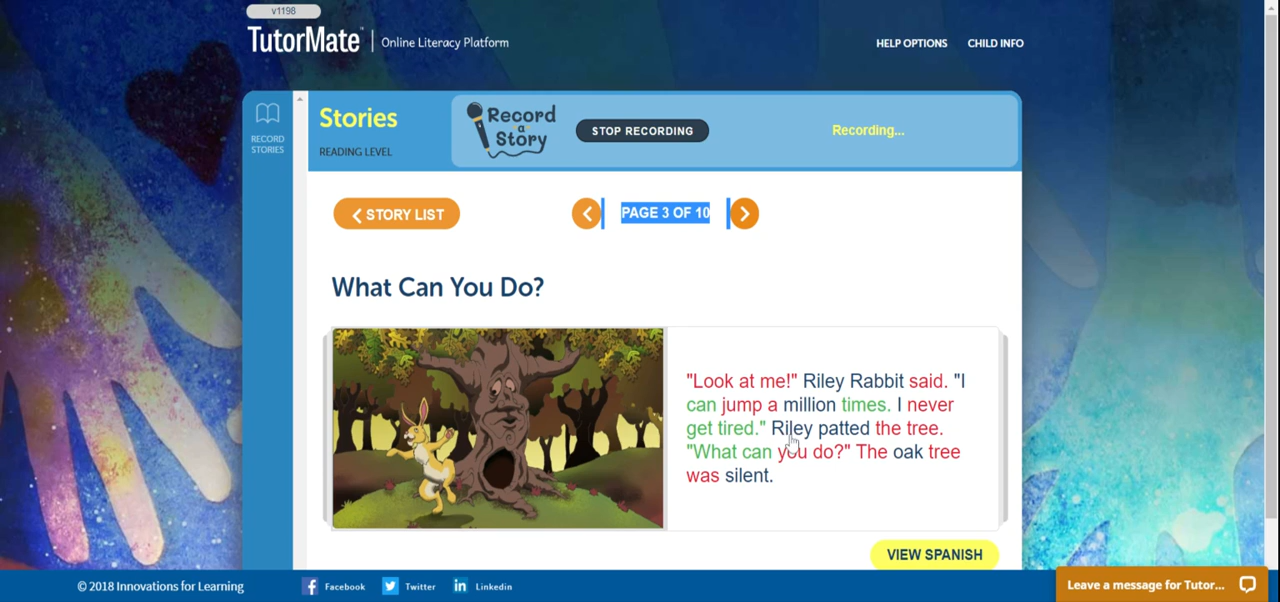 v1198
TutorMate | Online Literacy Platform
HELP OPTIONS CHILD INFO
RECORD
STORIES
Stories
READING LEVEL
Record
a
Story
STOP RECORDING
Recording...
STORY LIST
PAGE 3 OF 10
What Can You Do?
"Look at me!" Riley Rabbit said. "I
can jump a million times. I never
get tired." Riley patted the tree.
"What can you do?" The oak tree
was silent.
VIEW SPANISH
© 2018 Innovations for Learning
Facebook Twitter Linkedin
Leave a message for Tutor...